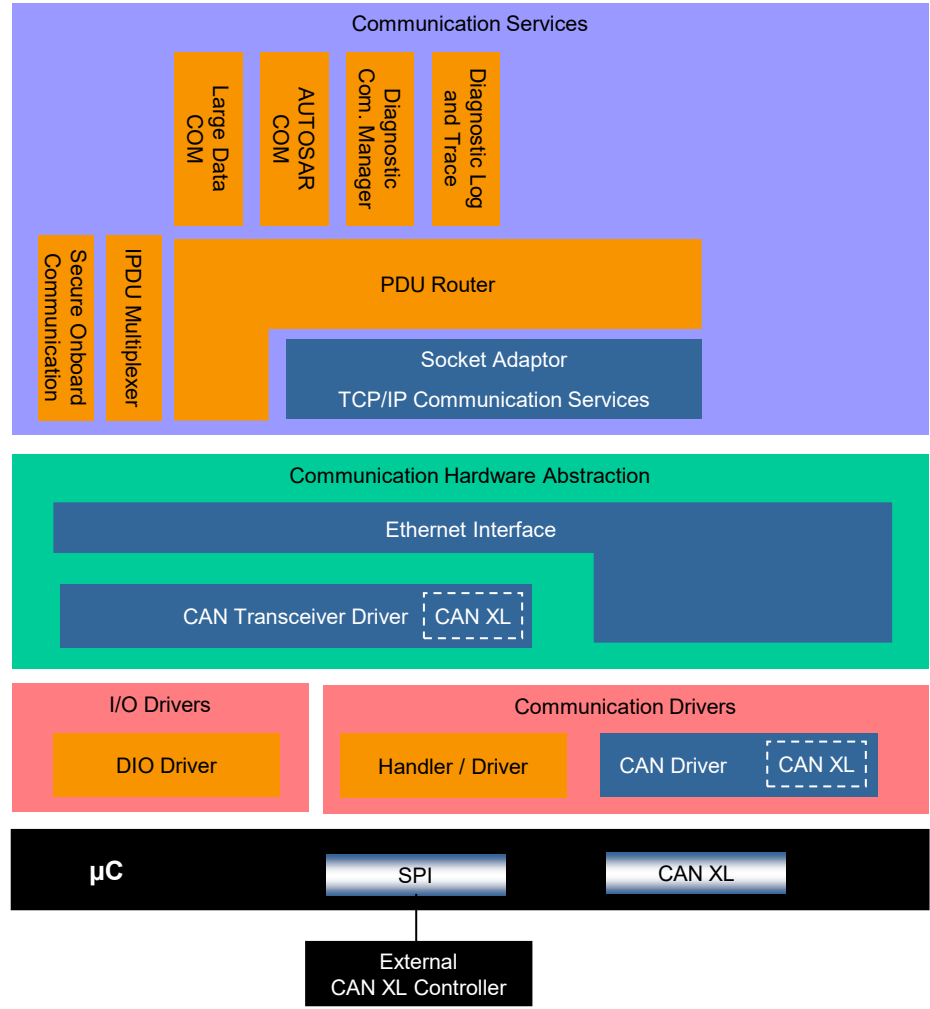 Communication Services
Large Data
COM
AUTOSAR
COM
Diagnostic
Com. Manager
Diagnostic Log
and Trace
Secure Onboard
Communication
IPDU Multiplexer
PDU Router
Socket Adaptor
TCP/IP Communication Services
Communication Hardware Abstraction
Ethernet Interface
CAN Transceiver Driver
CAN XL
I/O Drivers
DIO Driver
Communication Drivers
Handler / Driver
CAN Driver
CAN XL
µC
SPI
CAN XL
External
CAN XL Controller